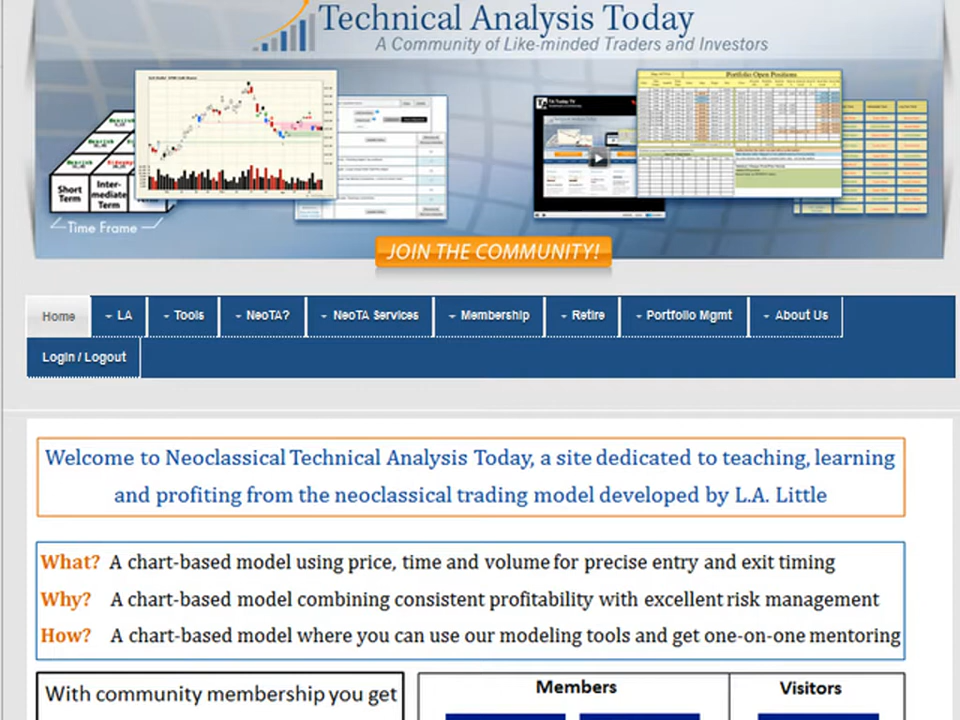 Technical Analysis Today
A Community of Like-minded Traders and Investors
Portfolio Open Positions
Short
Term
Inter-
mediate
Term
Time Frame
JOIN THE COMMUNITY!
Home
LA
Tools
NeoTA?
NeoTA Services
Membership
Retire
Portfolio Mgmt
About Us
Login / Logout
Welcome to Neoclassical Technical Analysis Today, a site dedicated to teaching, learning
and profiting from the neoclassical trading model developed by L.A. Little
What? A chart-based model using price, time and volume for precise entry and exit timing
Why? A chart-based model combining consistent profitability with excellent risk management
How? A chart-based model where you can use our modeling tools and get one-on-one mentoring
With community membership you get
Members
Visitors